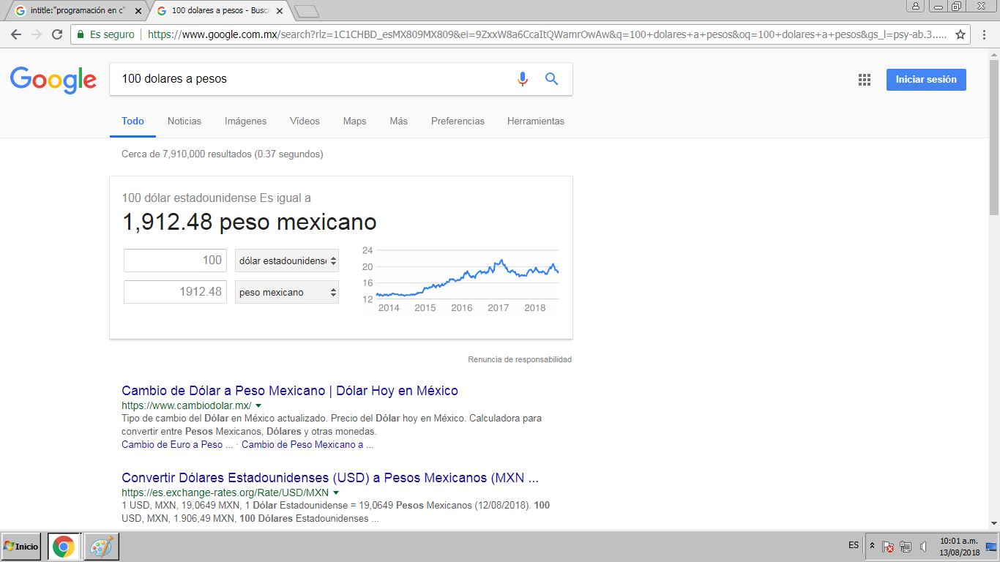 intitle:"programación en c"
100 dolares a pesos - Busca
Es seguro
https://www.google.com.mx/search?rlz=1C1CHBD_esMX809MX809&ei=9ZxxW8a6CcaItQWamrOwAw&q=100+dolares+a+pesos&oq=100+dolares+a+pesos&gs_l=psy-ab.3.....
Google
100 dolares a pesos
Iniciar sesión
Todo Noticias Imágenes Vídeos Maps Más Preferencias Herramientas
Cerca de 7,910,000 resultados (0.37 segundos)
100 dólar estadounidense Es igual a
1,912.48 peso mexicano
100 dólar estadounidense
1912.48 peso mexicano
24
20
16
12
2014 2015 2016 2017 2018
Renuncia de responsabilidad
Cambio de Dólar a Peso Mexicano | Dólar Hoy en México
https://www.cambiodolar.mx/
Tipo de cambio del Dólar en México actualizado. Precio del Dólar hoy en México. Calculadora para
convertir entre Pesos Mexicanos, Dólares y otras monedas.
Cambio de Euro a Peso ... · Cambio de Peso Mexicano a ...
Convertir Dólares Estadounidenses (USD) a Pesos Mexicanos (MXN ...
https://es.exchange-rates.org/Rate/USD/MXN
1 USD, MXN, 19,0649 MXN, 1 Dólar Estadounidense = 19,0649 Pesos Mexicanos (12/08/2018). 100
USD, MXN, 1.906,49 MXN, 100 Dólares Estadounidenses ...
Inicio
ES
10:01 a.m.
13/08/2018